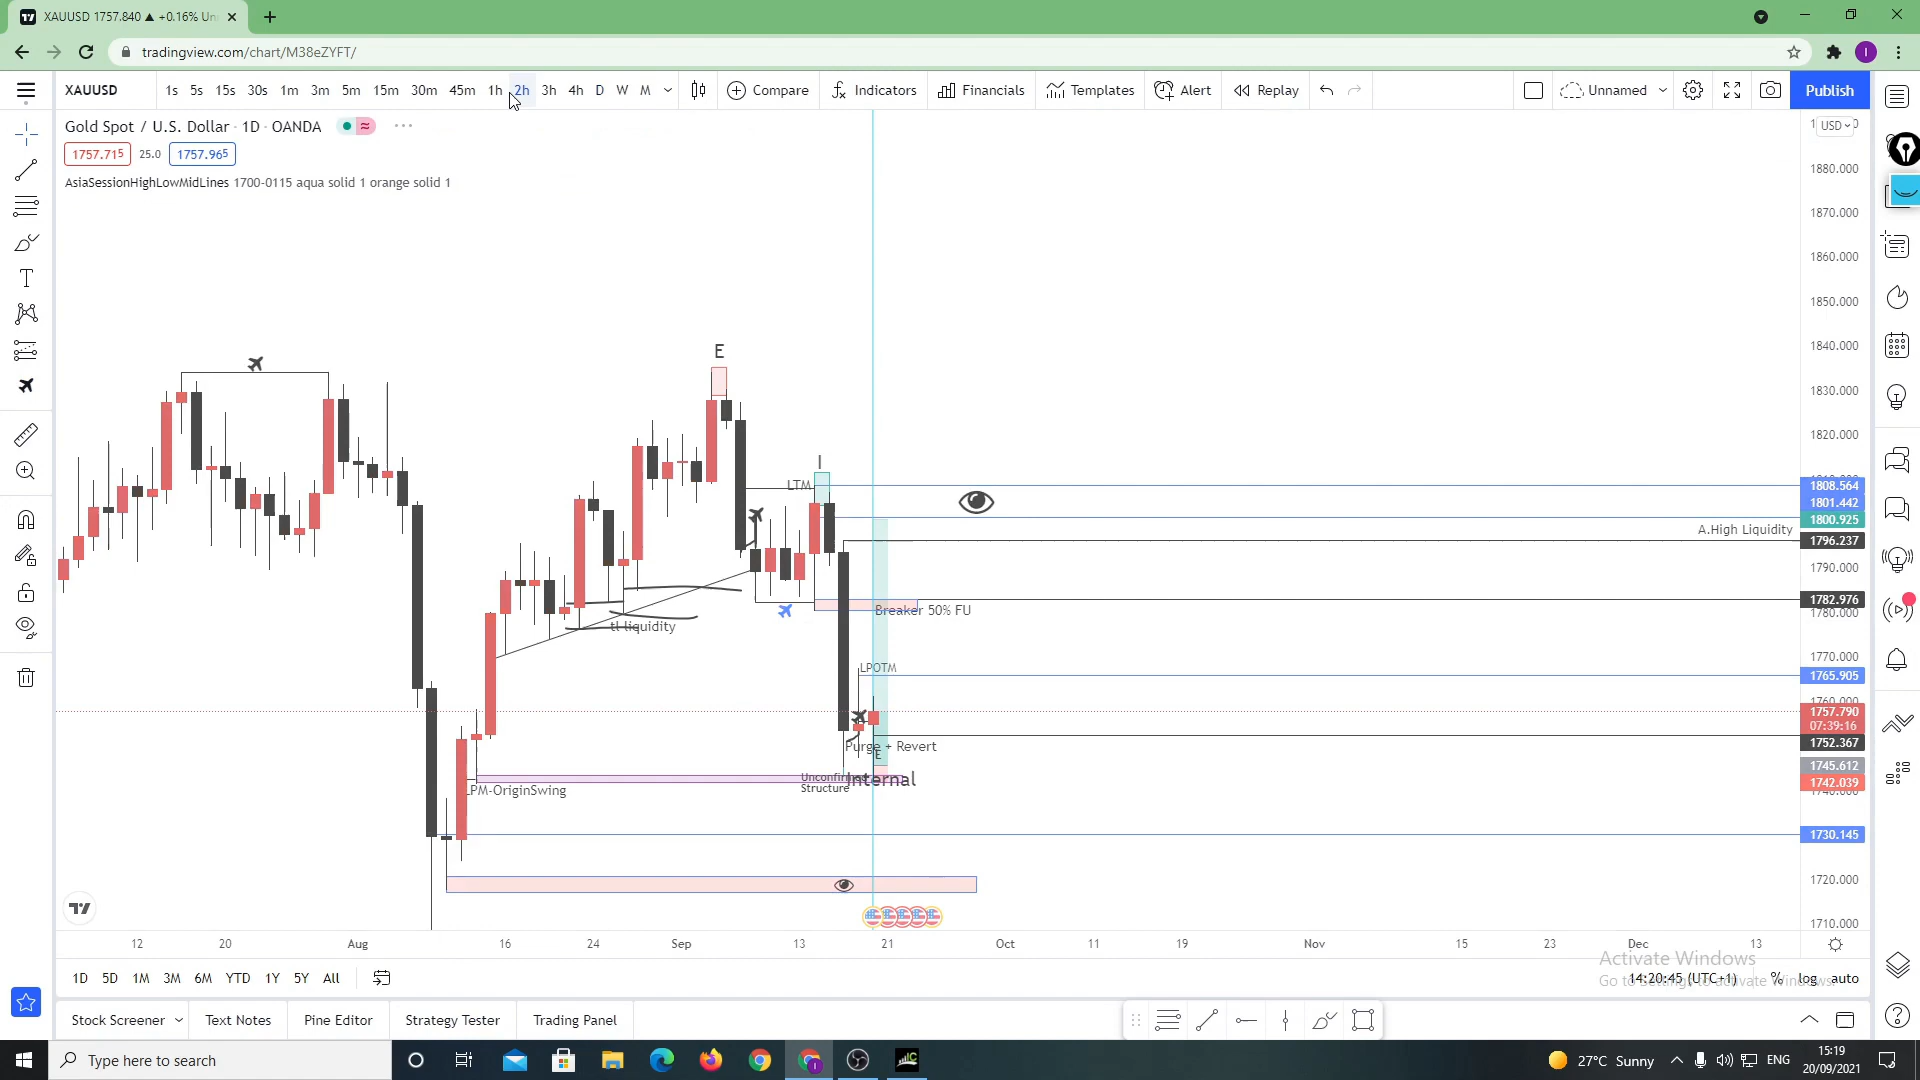 XAUUSD 1757.840 ▲ +0.16% Un
tradingview.com/chart/M38eZYFT/
I
XAUUSD 1s 5s 15s 30s 1m 3m 5m 15m 30m 45m 1h 2h 3h 4h D W M Compare Indicators Financials Templates Alert Replay Unnamed Publish
Gold Spot / U.S. Dollar · 1D · OANDA
USD
1757.715 25.0 1757.965
AsiaSessionHighLowMidLines 1700-0115 aqua solid 1 orange solid 1
1880.000
1870.000
1860.000
1850.000
1840.000
1830.000
1820.000
1808.564
1801.442
1800.925
1796.237
1790.000
1782.976
1780.000
1770.000
1765.905
1757.790
07:39:16
1752.367
1745.612
1742.039
1730.145
1720.000
1710.000
E
I
LTM
A.High Liquidity
Breaker 50% FU
tl liquidity
LPOTM
Purge + Revert
E
Unconfirmed
Structure
Internal
LPM-OriginSwing
12 20 Aug 16 24 Sep 13 21 Oct 11 19 Nov 15 23 Dec 13
Activate Windows
Go to Settings to activate Windows.
1D 5D 1M 3M 6M YTD 1Y 5Y All
14:20:45 (UTC+1) % log auto
Stock Screener Text Notes Pine Editor Strategy Tester Trading Panel
Type here to search
27°C Sunny ENG
15:19
20/09/2021